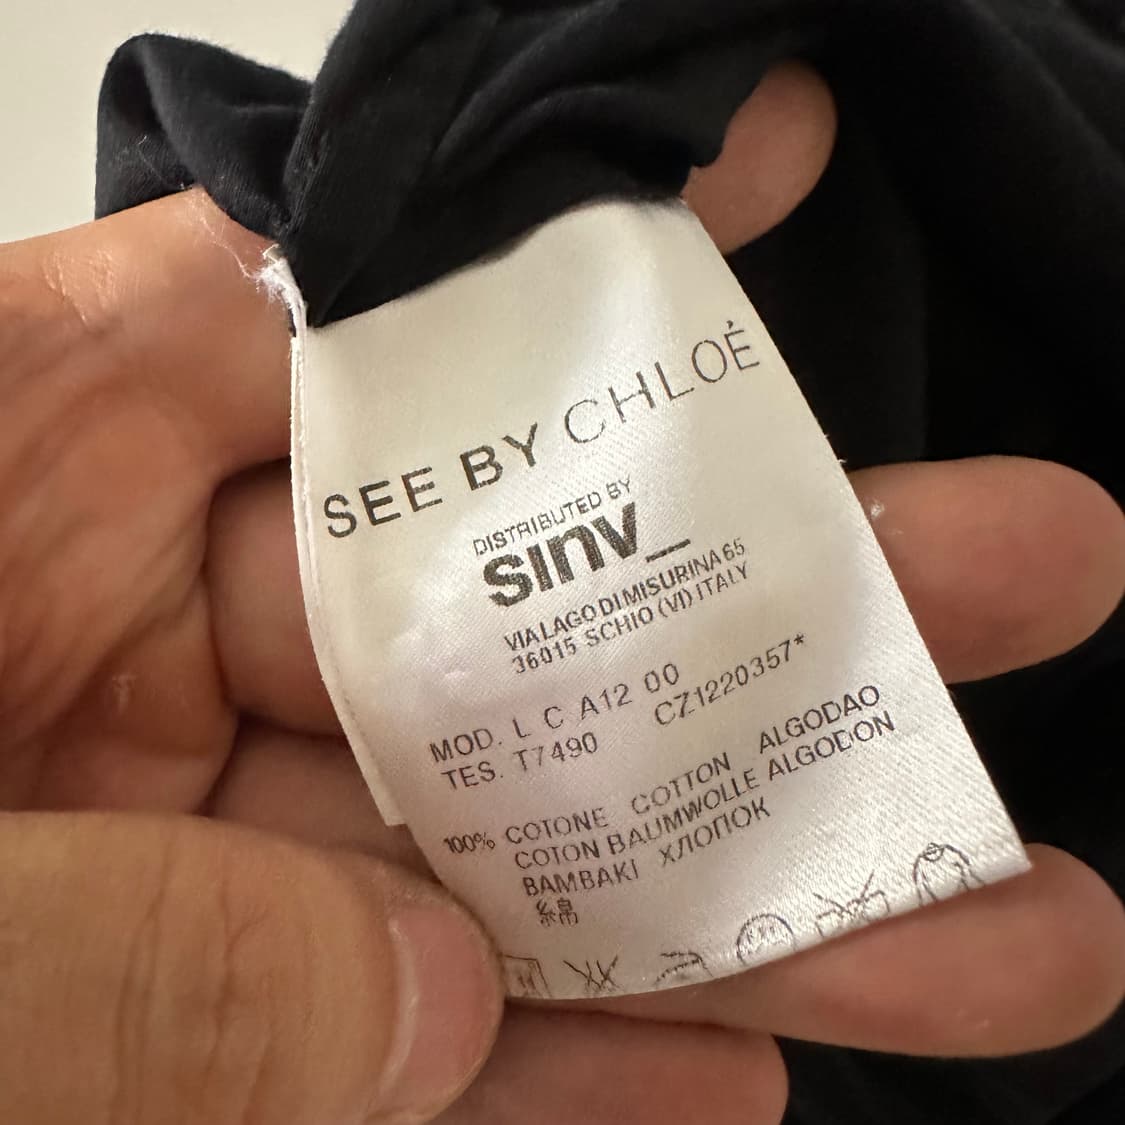 SEE BY CHLOÉ
DISTRIBUTED BY
sinv_
VIA LAGO DI MISURINA 65
36015 SCHIO (VI) ITALY
MOD. L C A12 00
TES. T7490 CZ1220357*
100% COTONE COTTON ALGODAO
COTON BAUMWOLLE ALGODON
BAMBAKI ХЛОПОК
綿